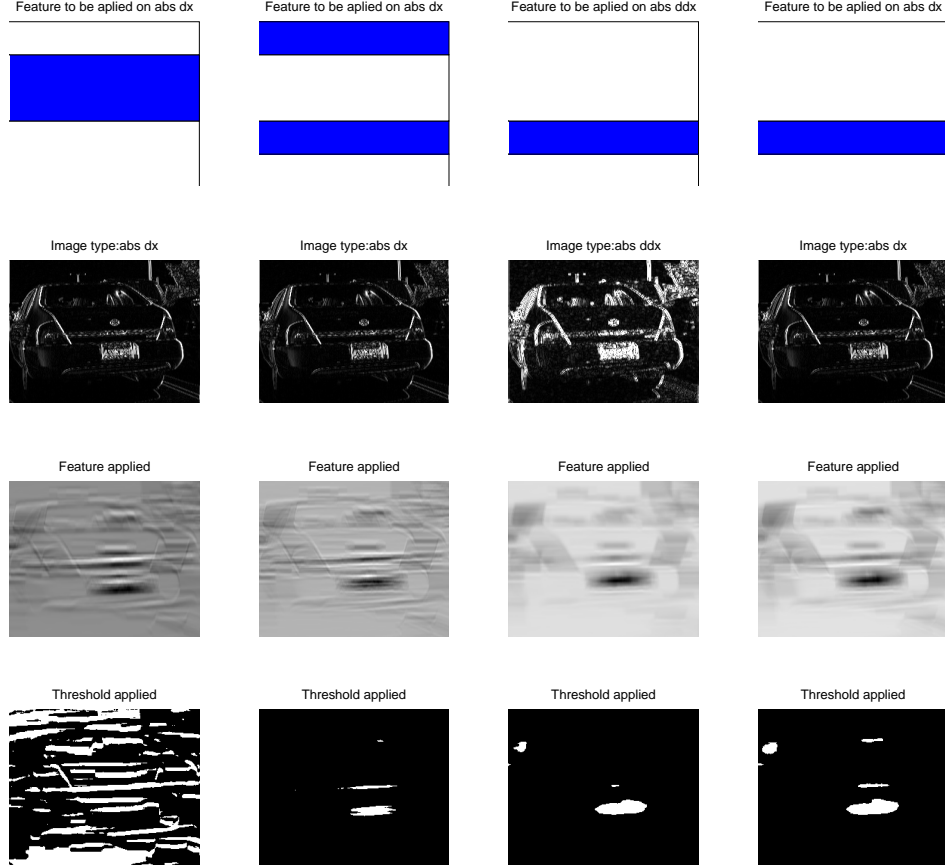 Feature to be aplied on abs dx
Feature to be aplied on abs dx
Feature to be aplied on abs ddx
Feature to be aplied on abs dx
Image type:abs dx
Image type:abs dx
Image type:abs ddx
Image type:abs dx
Feature applied
Feature applied
Feature applied
Feature applied
Threshold applied
Threshold applied
Threshold applied
Threshold applied